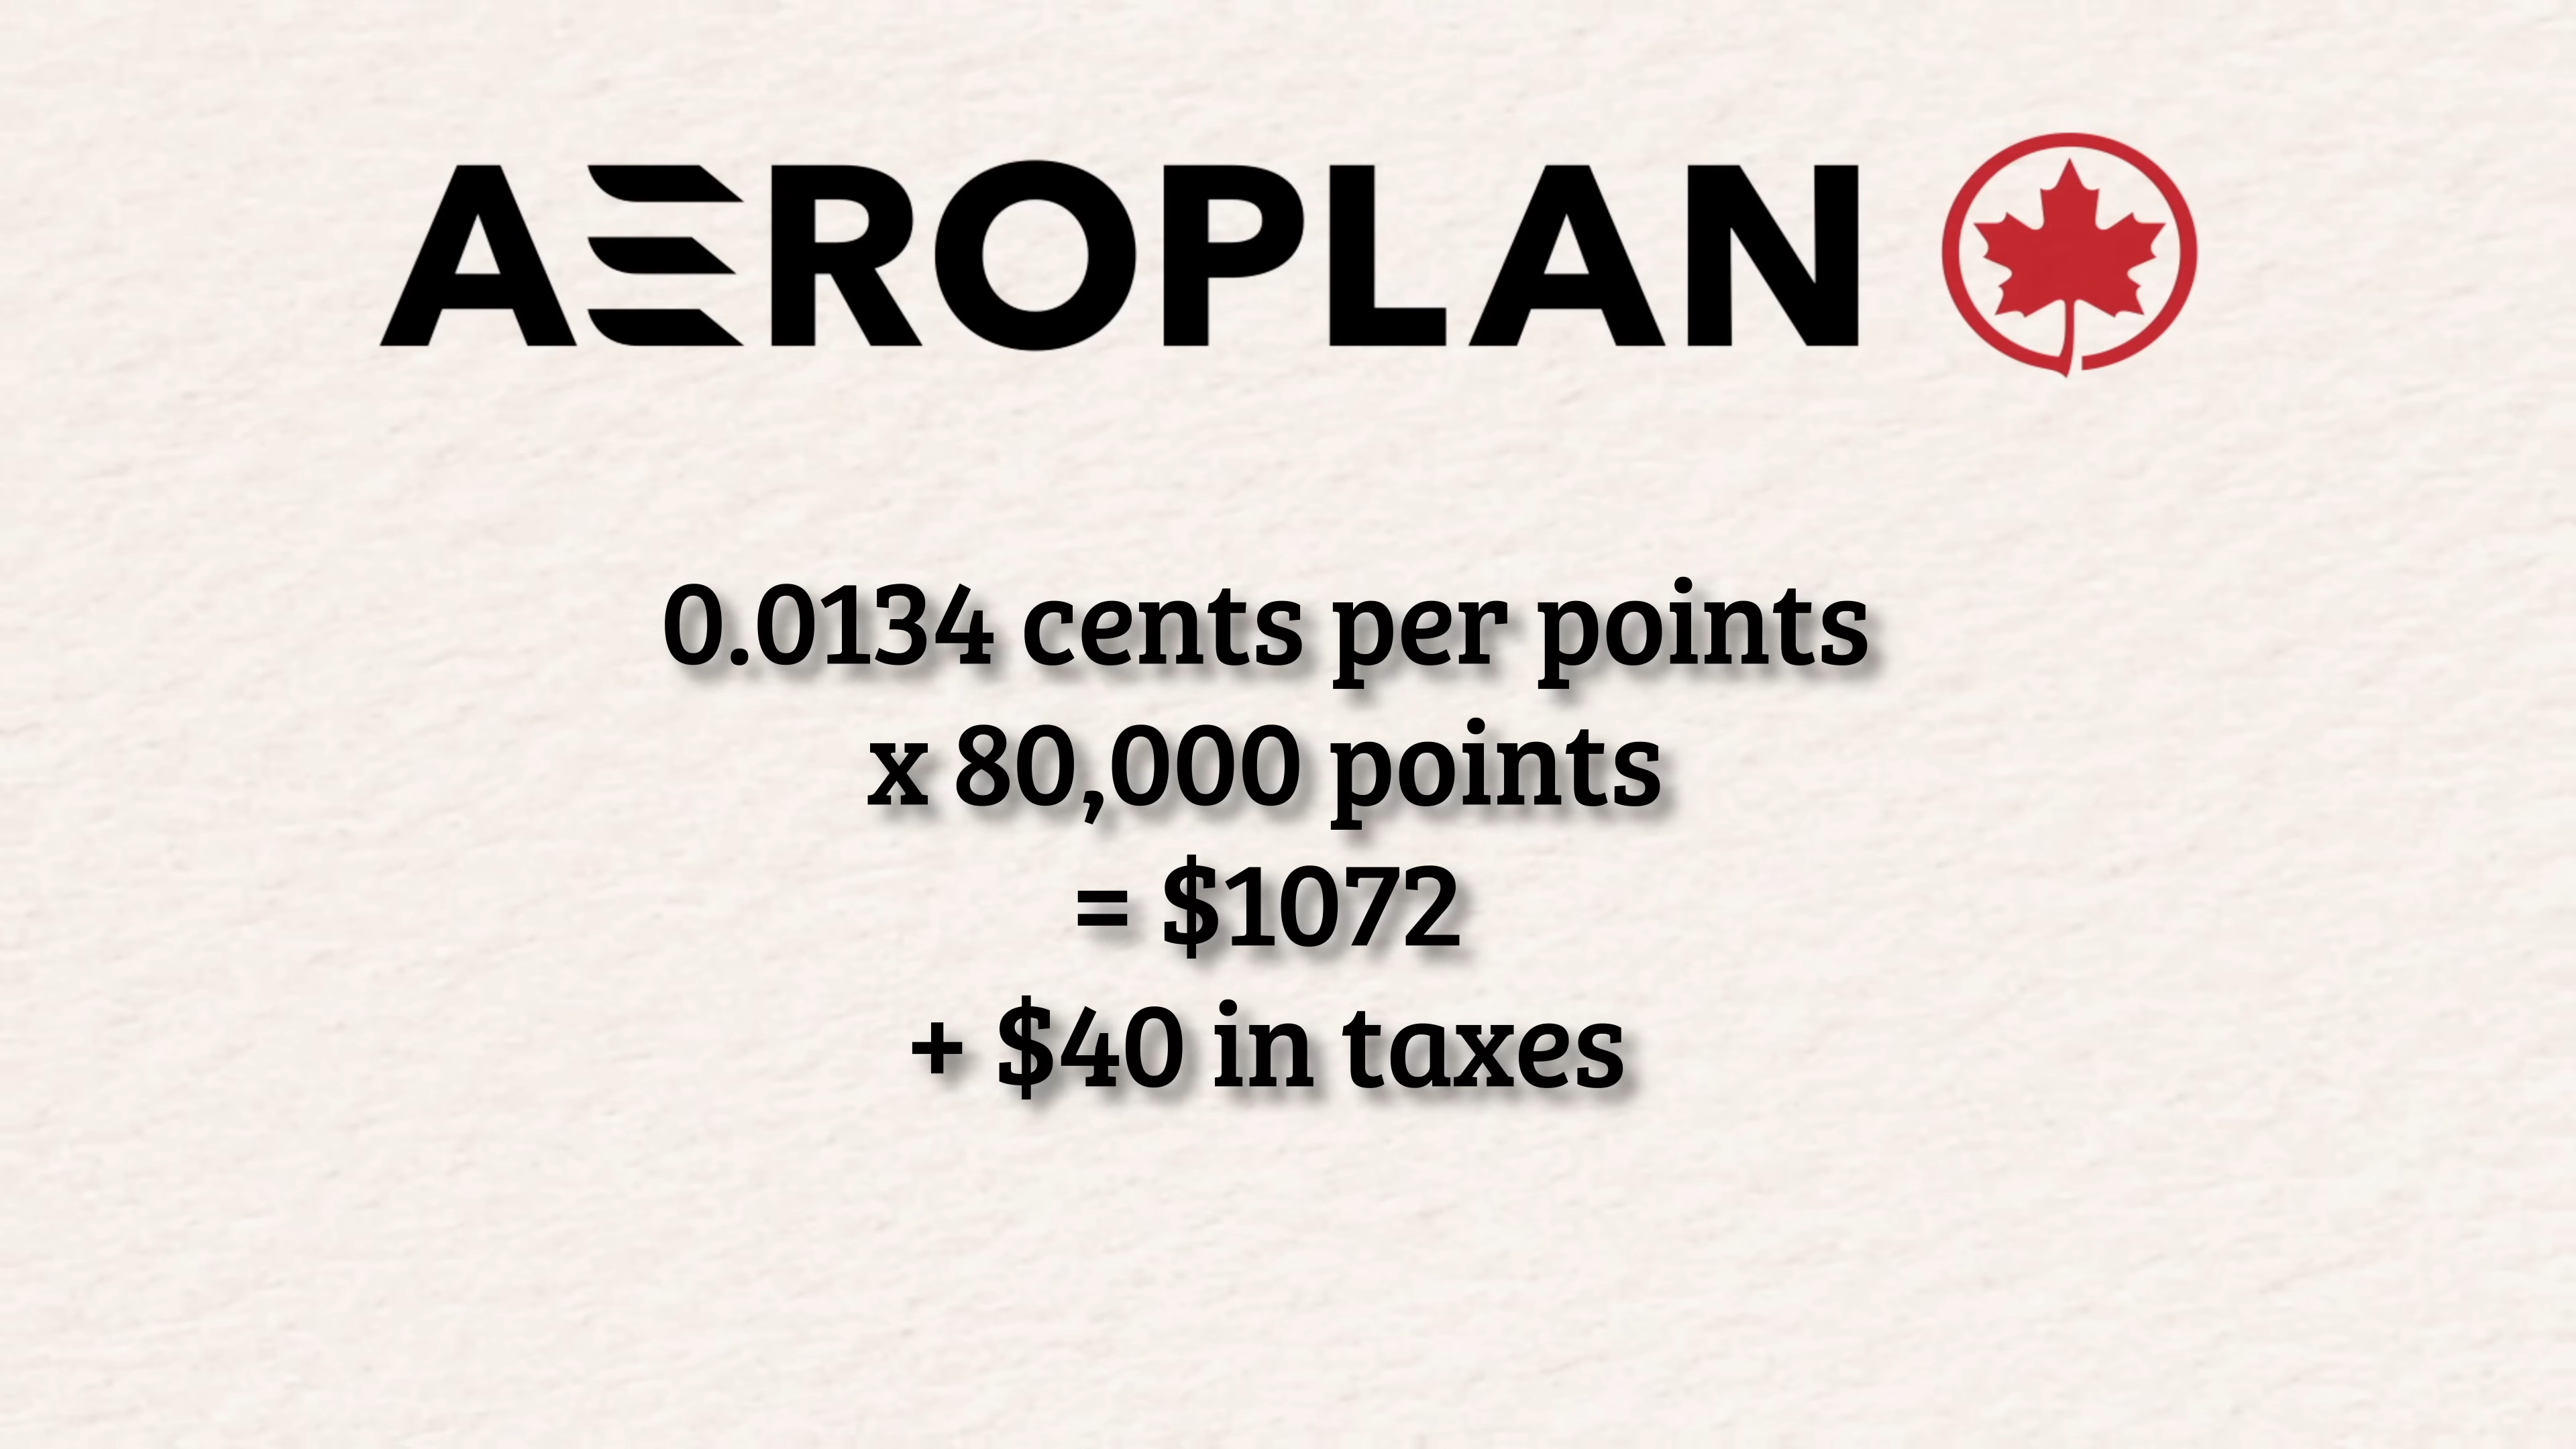 AEROPLAN
0.0134 cents per points
x 80,000 points
= $1072
+ $40 in taxes